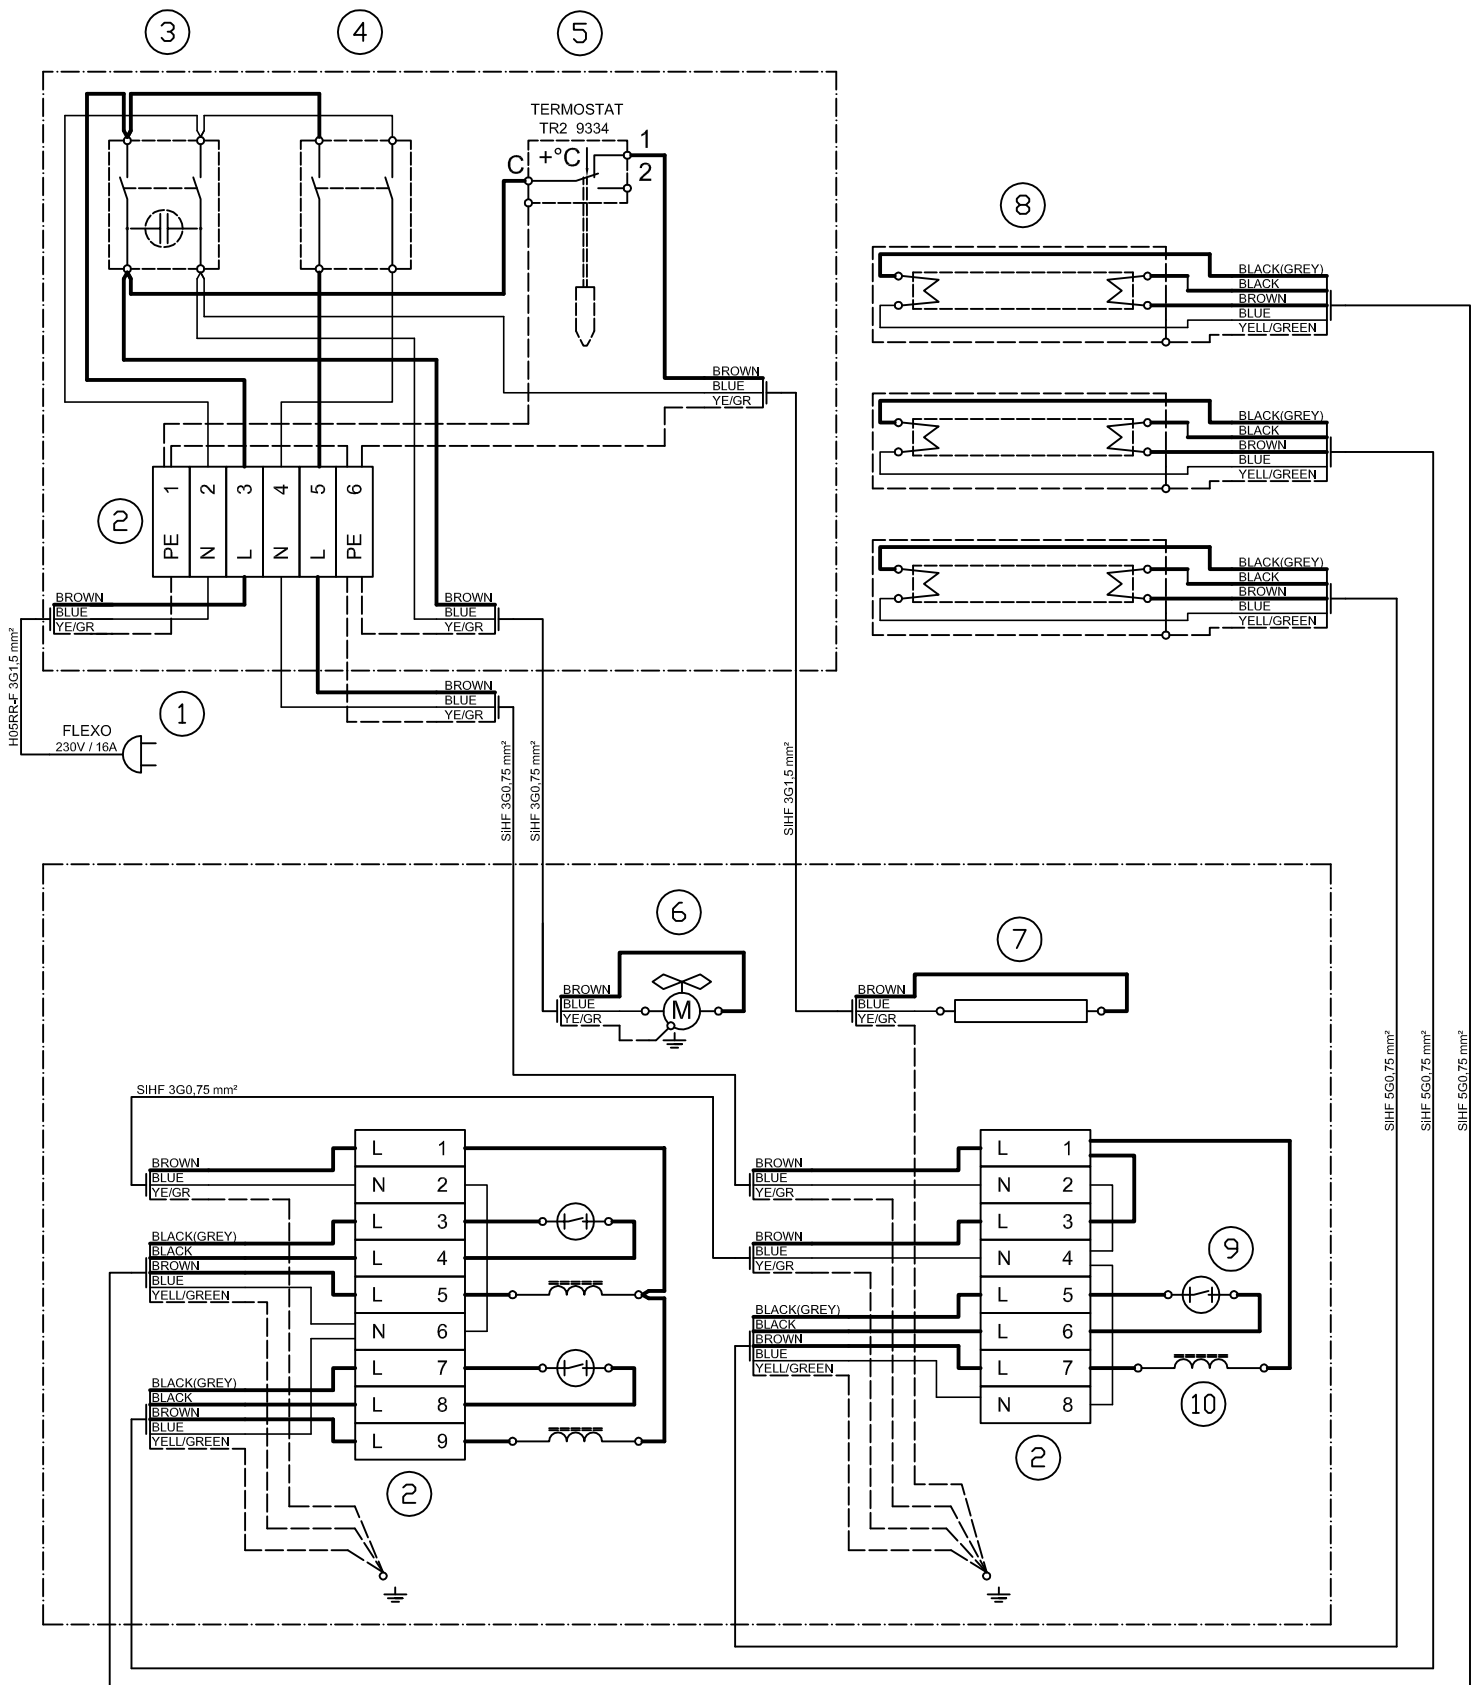 3
4
5
TERMOSTAT
TR2 9334
C
+°C
1
2
8
BLACK(GREY)
BLACK
BROWN
BLUE
YELL/GREEN
BROWN
BLUE
YE/GR
BLACK(GREY)
BLACK
BROWN
BLUE
YELL/GREEN
2
PE 1
N 2
L 3
N 4
L 5
PE 6
BLACK(GREY)
BLACK
BROWN
BLUE
YELL/GREEN
BROWN
BLUE
YE/GR
BROWN
BLUE
YE/GR
H05RR-F 3G1,5 mm²
BROWN
BLUE
YE/GR
1
FLEXO
230V / 16A
SiHF 3G0,75 mm²
SiHF 3G0,75 mm²
SiHF 3G1,5 mm²
6
7
BROWN
BLUE
YE/GR
M
BROWN
BLUE
YE/GR
SIHF 5G0,75 mm²
SIHF 5G0,75 mm²
SIHF 5G0,75 mm²
SIHF 3G0,75 mm²
BROWN
BLUE
YE/GR
BLACK(GREY)
BLACK
BROWN
BLUE
YELL/GREEN
BLACK(GREY)
BLACK
BROWN
BLUE
YELL/GREEN
L 1
N 2
L 3
L 4
L 5
N 6
L 7
L 8
L 9
2
BROWN
BLUE
YE/GR
BROWN
BLUE
YE/GR
BLACK(GREY)
BLACK
BROWN
BLUE
YELL/GREEN
L 1
N 2
L 3
N 4
L 5
L 6
L 7
N 8
9
10
2